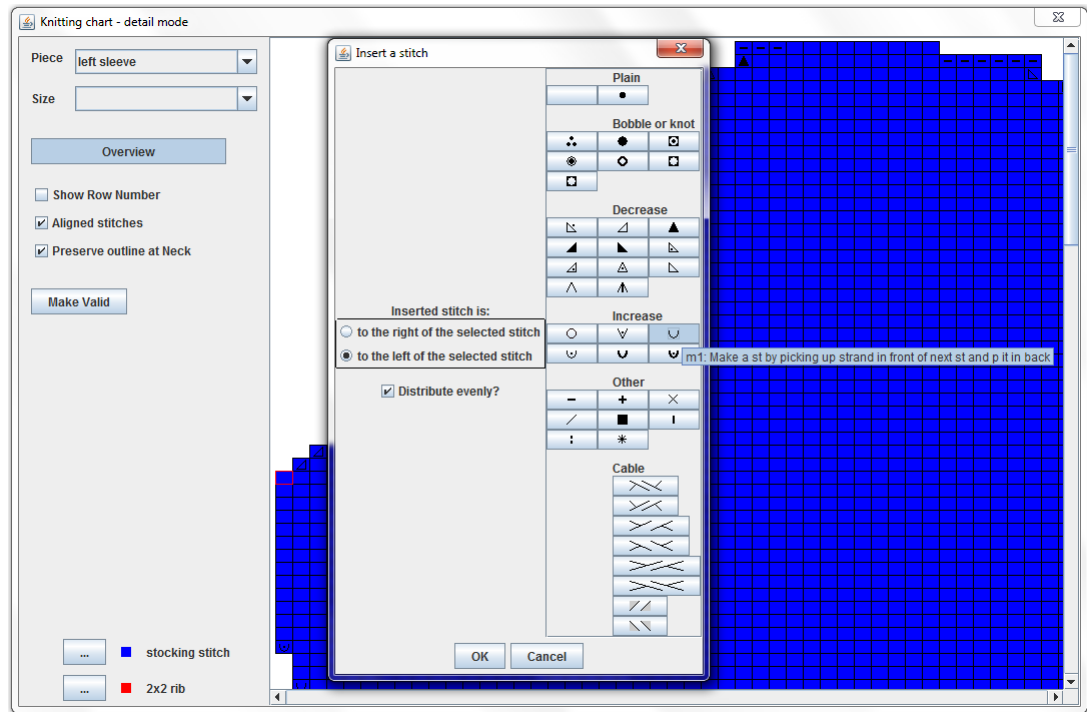 Knitting chart - detail mode
Piece
left sleeve
Size
Overview
Show Row Number
Aligned stitches
Preserve outline at Neck
Make Valid
...
stocking stitch
...
2x2 rib
Insert a stitch
Inserted stitch is:
to the right of the selected stitch
to the left of the selected stitch
Distribute evenly?
Plain
Bobble or knot
Decrease
Increase
m1: Make a st by picking up strand in front of next st and p it in back
Other
Cable
OK
Cancel